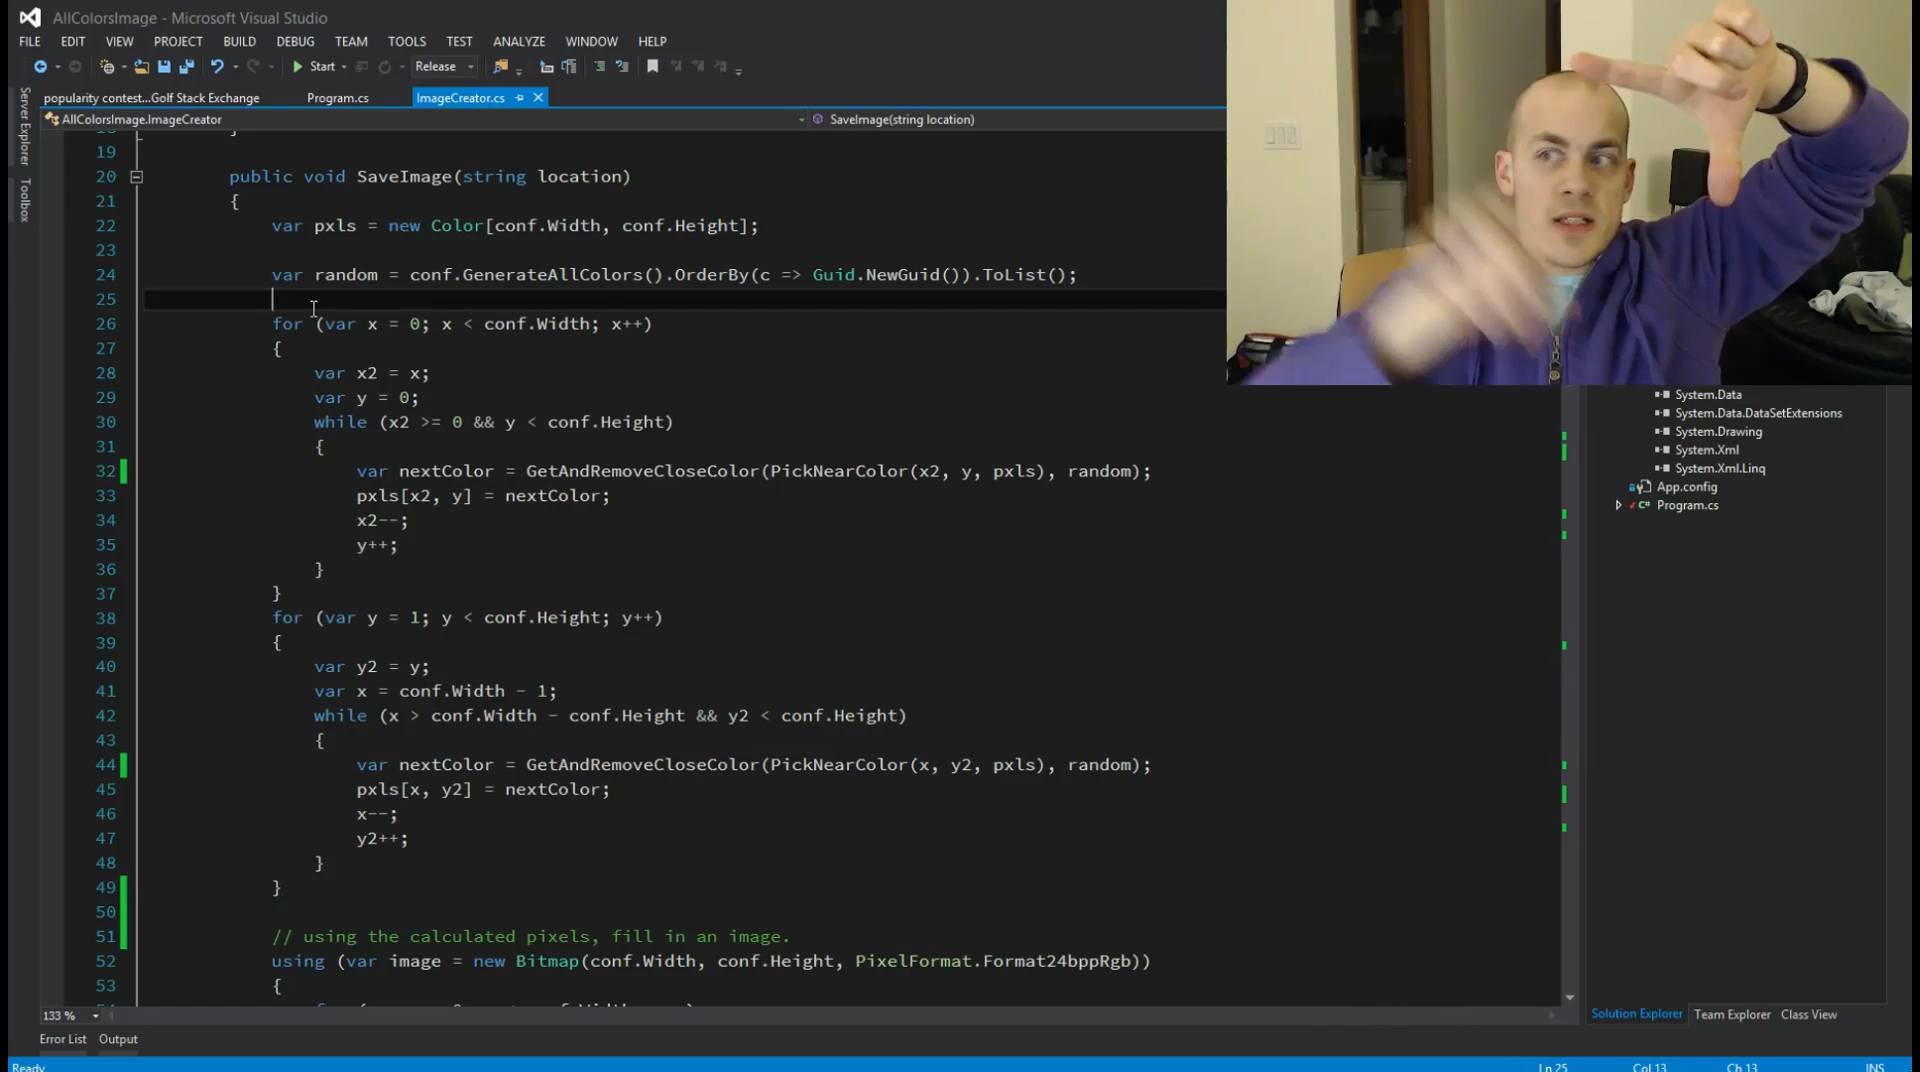 AllColorsImage - Microsoft Visual Studio
FILE EDIT VIEW PROJECT BUILD DEBUG TEAM TOOLS TEST ANALYZE WINDOW HELP
Start Release
popularity contest...Golf Stack Exchange Program.cs ImageCreator.cs
AllColorsImage.ImageCreator SaveImage(string location)
Server Explorer
Toolbox
19
20 public void SaveImage(string location)
21 {
22 var pxls = new Color[conf.Width, conf.Height];
23
24 var random = conf.GenerateAllColors().OrderBy(c => Guid.NewGuid()).ToList();
25
26 for (var x = 0; x < conf.Width; x++)
27 {
28 var x2 = x;
29 var y = 0;
30 while (x2 >= 0 && y < conf.Height)
31 {
32 var nextColor = GetAndRemoveCloseColor(PickNearColor(x2, y, pxls), random);
33 pxls[x2, y] = nextColor;
34 x2--;
35 y++;
36 }
37 }
38 for (var y = 1; y < conf.Height; y++)
39 {
40 var y2 = y;
41 var x = conf.Width - 1;
42 while (x > conf.Width - conf.Height && y2 < conf.Height)
43 {
44 var nextColor = GetAndRemoveCloseColor(PickNearColor(x, y2, pxls), random);
45 pxls[x, y2] = nextColor;
46 x--;
47 y2++;
48 }
49 }
50
51 // using the calculated pixels, fill in an image.
52 using (var image = new Bitmap(conf.Width, conf.Height, PixelFormat.Format24bppRgb))
53 {
System.Data
System.Data.DataSetExtensions
System.Drawing
System.Xml
System.Xml.Linq
App.config
C# Program.cs
133 %
Solution Explorer Team Explorer Class View
Error List Output
Ready Ln 25 Col 13 Ch 13 INS